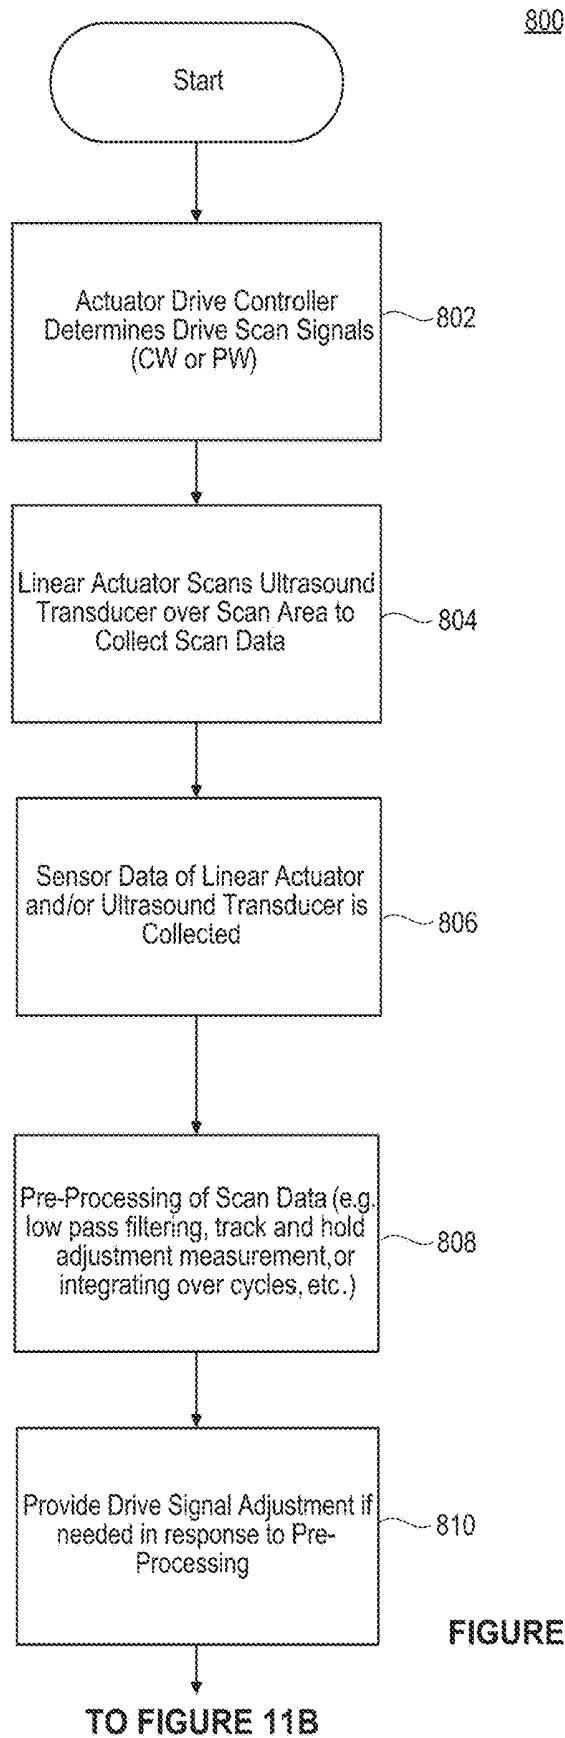 800
Start
Actuator Drive Controller
Determines Drive Scan Signals
(CW or PW)
802
Linear Actuator Scans Ultrasound
Transducer over Scan Area to
Collect Scan Data
804
Sensor Data of Linear Actuator
and/or Ultrasound Transducer is
Collected
806
Pre-Processing of Scan Data (e.g.
low pass filtering, track and hold
adjustment measurement, or
integrating over cycles, etc.)
808
Provide Drive Signal Adjustment if
needed in response to Pre-
Processing
810
FIGURE
TO FIGURE 11B